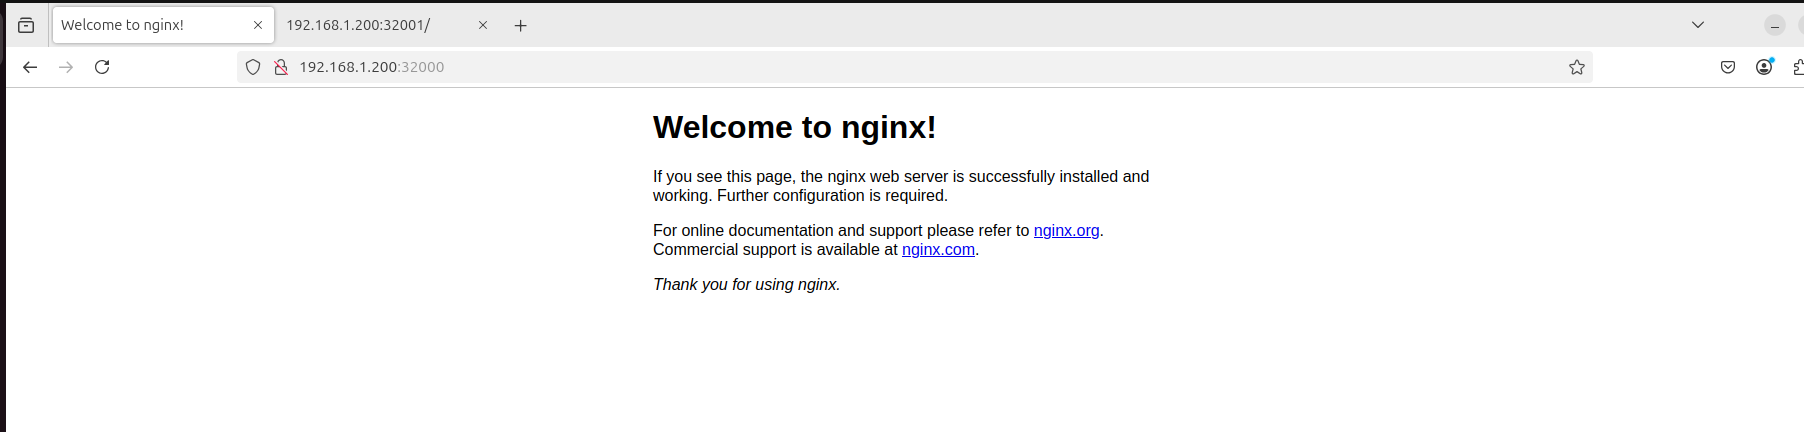 Welcome to nginx!
192.168.1.200:32001/
192.168.1.200:32000
Welcome to nginx!
If you see this page, the nginx web server is successfully installed and
working. Further configuration is required.
For online documentation and support please refer to nginx.org.
Commercial support is available at nginx.com.
Thank you for using nginx.